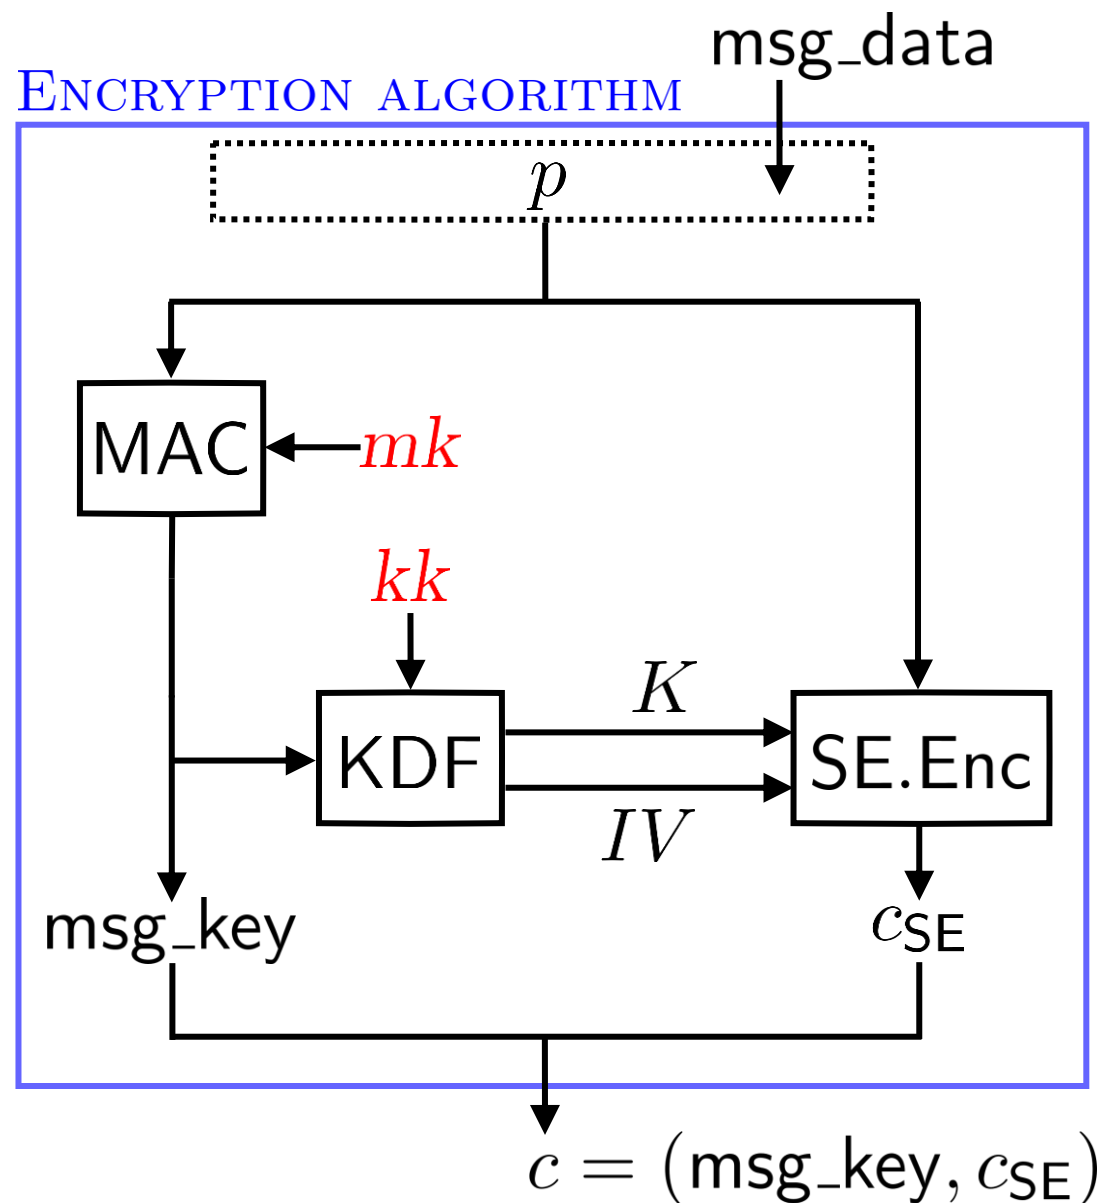 msg_data
ENCRYPTION ALGORITHM
p
MAC
mk
kk
K
KDF
SE.Enc
IV
msg_key
c_SE
c = (msg_key, c_SE)